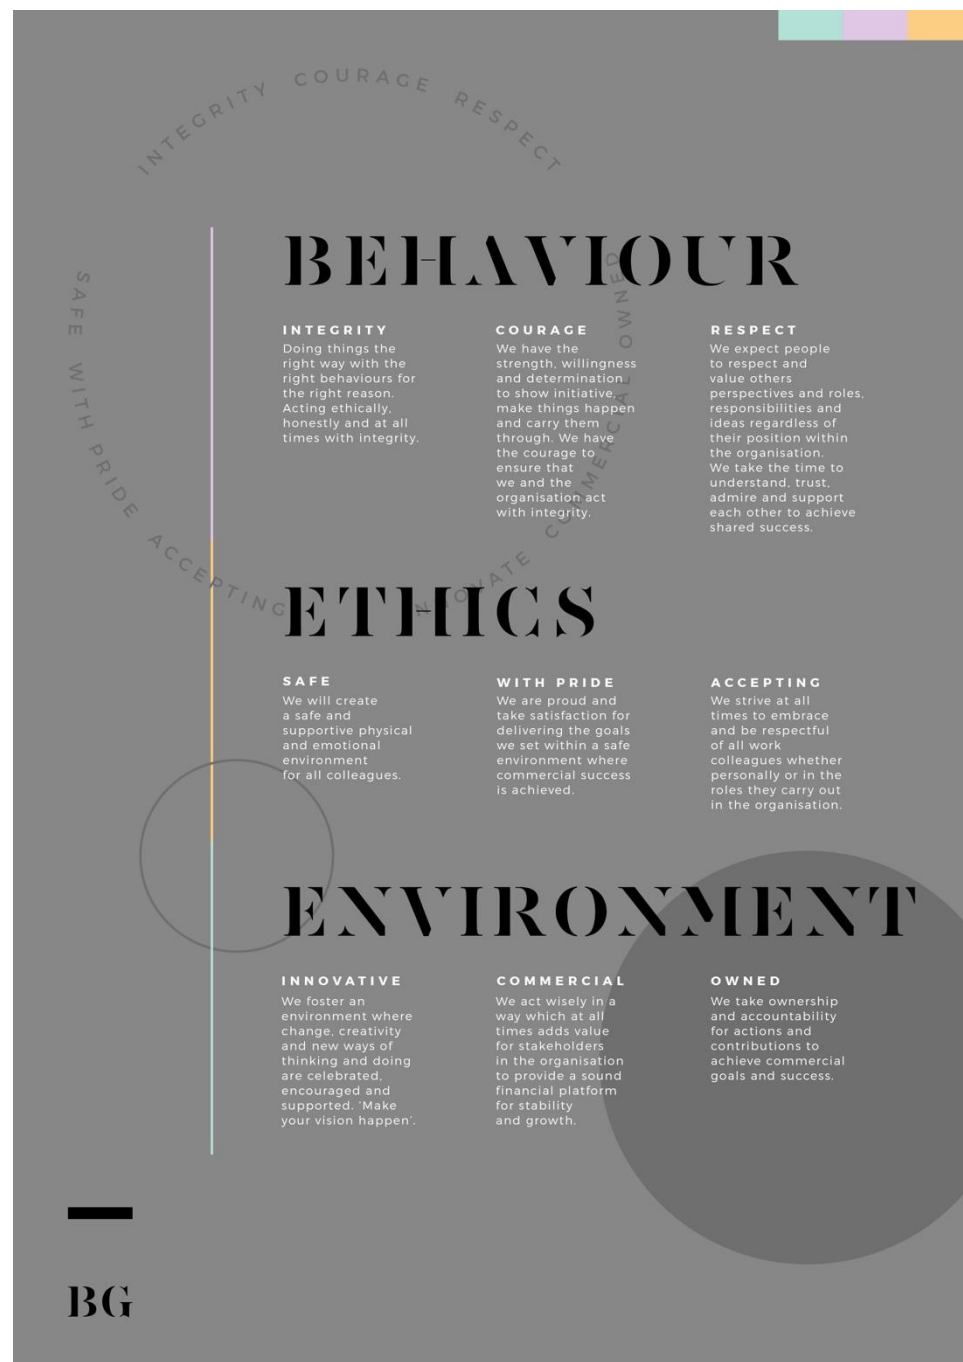 INTEGRITY COURAGE RESPECT
SAFE WITH PRIDE ACCEPTING INNOVATE COMMERCIAL OWNED
BEHAVIOUR
INTEGRITY
Doing things the
right way with the
right behaviours for
the right reason.
Acting ethically,
honestly and at all
times with integrity.
COURAGE
We have the
strength, willingness
and determination
to show initiative,
make things happen
and carry them
through. We have
the courage to
ensure that
we and the
organisation act
with integrity.
RESPECT
We expect people
to respect and
value others
perspectives and roles,
responsibilities and
ideas regardless of
their position within
the organisation.
We take the time to
understand, trust,
admire and support
each other to achieve
shared success.
ETHICS
SAFE
We will create
a safe and
supportive physical
and emotional
environment
for all colleagues.
WITH PRIDE
We are proud and
take satisfaction for
delivering the goals
we set within a safe
environment where
commercial success
is achieved.
ACCEPTING
We strive at all
times to embrace
and be respectful
of all work
colleagues whether
personally or in the
roles they carry out
in the organisation.
ENVIRONMENT
INNOVATIVE
We foster an
environment where
change, creativity
and new ways of
thinking and doing
are celebrated,
encouraged and
supported. ‘Make
your vision happen’.
COMMERCIAL
We act wisely in a
way which at all
times adds value
for stakeholders
in the organisation
to provide a sound
financial platform
for stability
and growth.
OWNED
We take ownership
and accountability
for actions and
contributions to
achieve commercial
goals and success.
BG